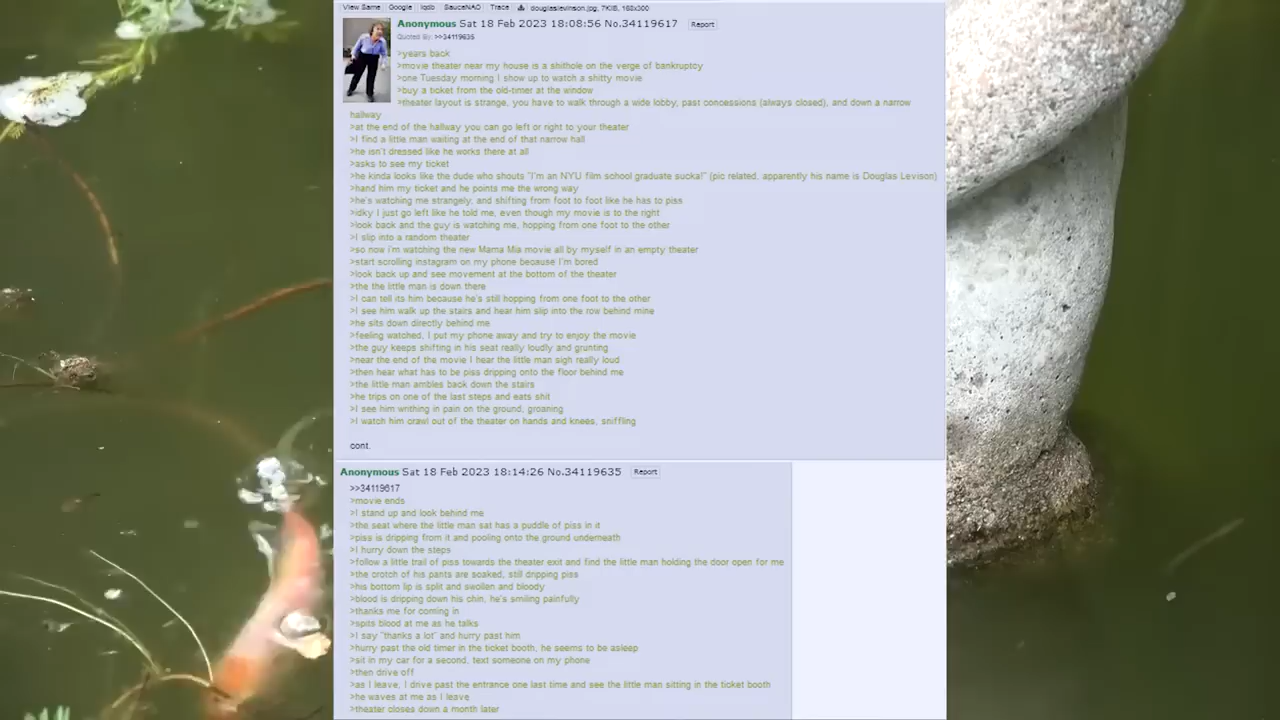 View Same Google iqdb SauceNAO Trace douglaslevinson.jpg, 7KiB, 168x300
Anonymous Sat 18 Feb 2023 18:08:56 No.34119617 Report
Quoted By: >>34119635
>years back
>movie theater near my house is a shithole on the verge of bankruptcy
>one Tuesday morning I show up to watch a shitty movie
>buy a ticket from the old-timer at the window
>theater layout is strange, you have to walk through a wide lobby, past concessions (always closed), and down a narrow
hallway
>at the end of the hallway you can go left or right to your theater
>I find a little man waiting at the end of that narrow hall
>he isn't dressed like he works there at all
>asks to see my ticket
>he kinda looks like the dude who shouts "I'm an NYU film school graduate sucka!" (pic related, apparently his name is Douglas Levison)
>hand him my ticket and he points me the wrong way
>he's watching me strangely, and shifting from foot to foot like he has to piss
>idky I just go left like he told me, even though my movie is to the right
>look back and the guy is watching me, hopping from one foot to the other
>I slip into a random theater
>so now i'm watching the new Mama Mia movie all by myself in an empty theater
>start scrolling instagram on my phone because I'm bored
>look back up and see movement at the bottom of the theater
>the the little man is down there
>I can tell its him because he's still hopping from one foot to the other
>I see him walk up the stairs and hear him slip into the row behind mine
>he sits down directly behind me
>feeling watched, I put my phone away and try to enjoy the movie
>the guy keeps shifting in his seat really loudly and grunting
>near the end of the movie I hear the little man sigh really loud
>then hear what has to be piss dripping onto the floor behind me
>the little man ambles back down the stairs
>he trips on one of the last steps and eats shit
>I see him writhing in pain on the ground, groaning
>I watch him crawl out of the theater on hands and knees, sniffling
cont.
Anonymous Sat 18 Feb 2023 18:14:26 No.34119635 Report
>>34119617
>movie ends
>I stand up and look behind me
>the seat where the little man sat has a puddle of piss in it
>piss is dripping from it and pooling onto the ground underneath
>I hurry down the steps
>follow a little trail of piss towards the theater exit and find the little man holding the door open for me
>the crotch of his pants are soaked, still dripping piss
>his bottom lip is split and swollen and bloody
>blood is dripping down his chin, he's smiling painfully
>thanks me for coming in
>spits blood at me as he talks
>I say "thanks a lot" and hurry past him
>hurry past the old timer in the ticket booth, he seems to be asleep
>sit in my car for a second, text someone on my phone
>then drive off
>as I leave, I drive past the entrance one last time and see the little man sitting in the ticket booth
>he waves at me as I leave
>theater closes down a month later